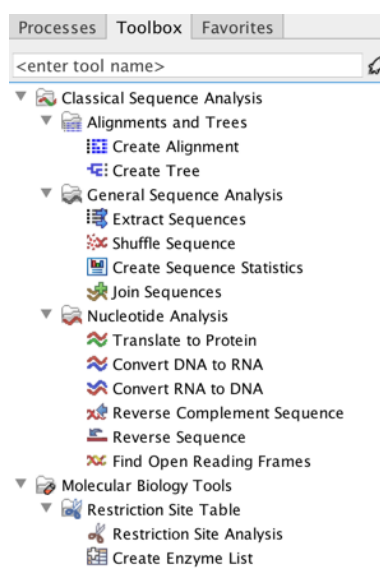 Processes Toolbox Favorites
<enter tool name>
Classical Sequence Analysis
Alignments and Trees
Create Alignment
Create Tree
General Sequence Analysis
Extract Sequences
Shuffle Sequence
Create Sequence Statistics
Join Sequences
Nucleotide Analysis
Translate to Protein
Convert DNA to RNA
Convert RNA to DNA
Reverse Complement Sequence
Reverse Sequence
Find Open Reading Frames
Molecular Biology Tools
Restriction Site Table
Restriction Site Analysis
Create Enzyme List